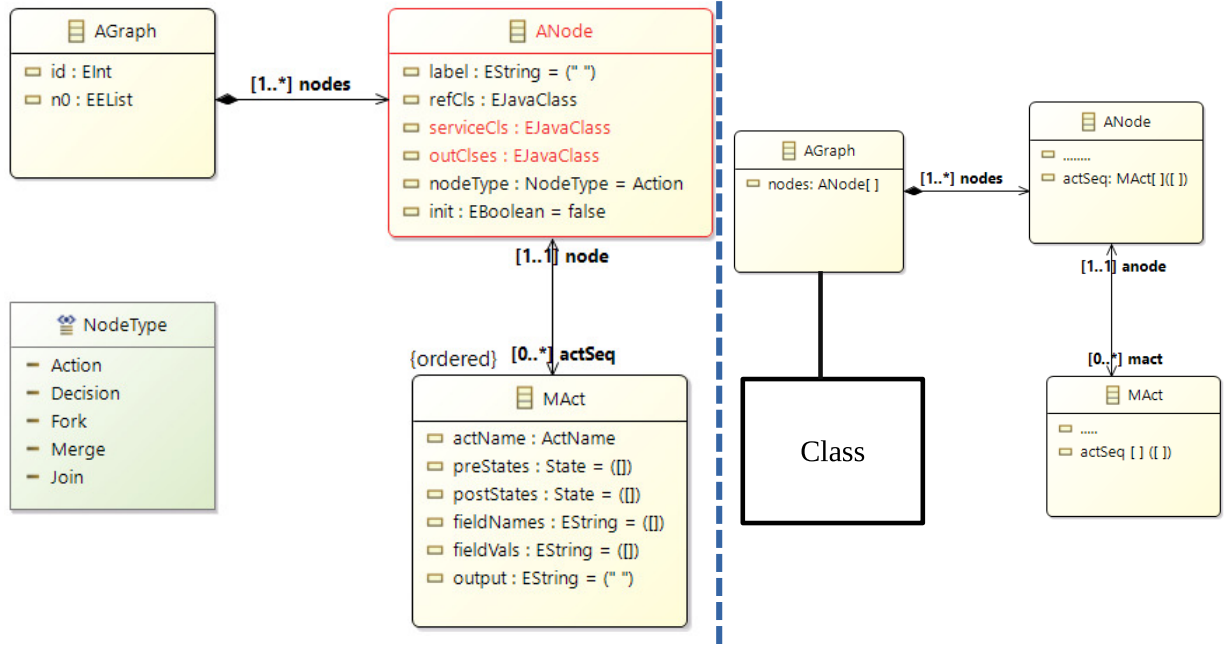 AGraph
id : EInt
n0 : EEList
[1..*] nodes
ANode
label : EString = (" ")
refCls : EJavaClass
serviceCls : EJavaClass
outClses : EJavaClass
nodeType : NodeType = Action
init : EBoolean = false
[1..1] node
{ordered}
[0..*] actSeq
NodeType
Action
Decision
Fork
Merge
Join
MAct
actName : ActName
preStates : State = ([])
postStates : State = ([])
fieldNames : EString = ([])
fieldVals : EString = ([])
output : EString = (" ")
AGraph
nodes: ANode[ ]
[1..*] nodes
ANode
........
actSeq: MAct[ ]([ ])
[1..1] anode
[0..*] mact
MAct
.....
actSeq [ ] ([ ])
Class